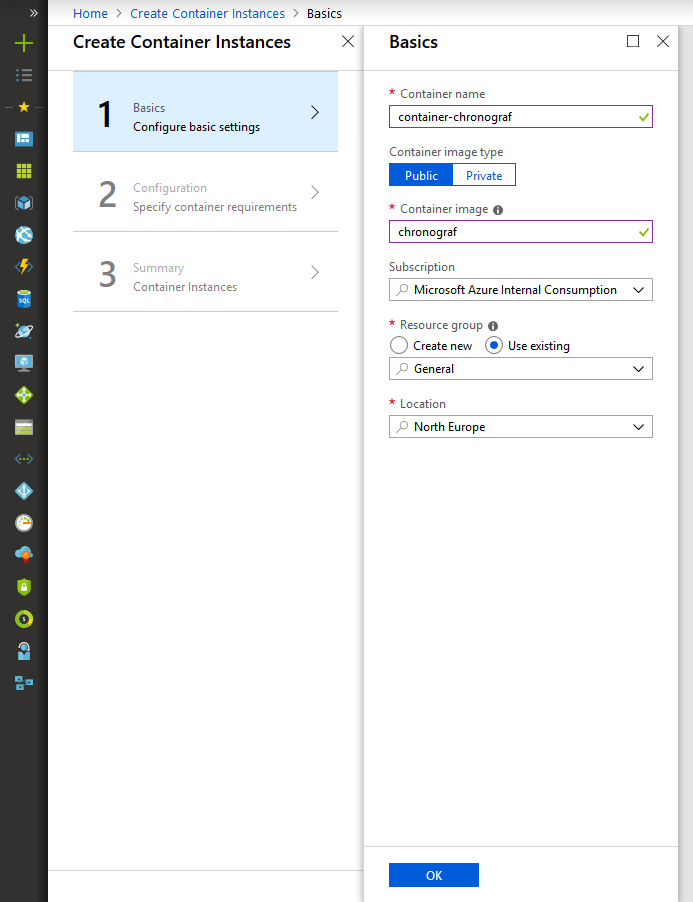 » Home > Create Container Instances > Basics
Create Container Instances
1 Basics
Configure basic settings
2 Configuration
Specify container requirements
3 Summary
Container Instances
Basics
* Container name
container-chronograf
Container image type
Public Private
* Container image
chronograf
Subscription
Microsoft Azure Internal Consumption
* Resource group
Create new Use existing
General
* Location
North Europe
OK
SQL